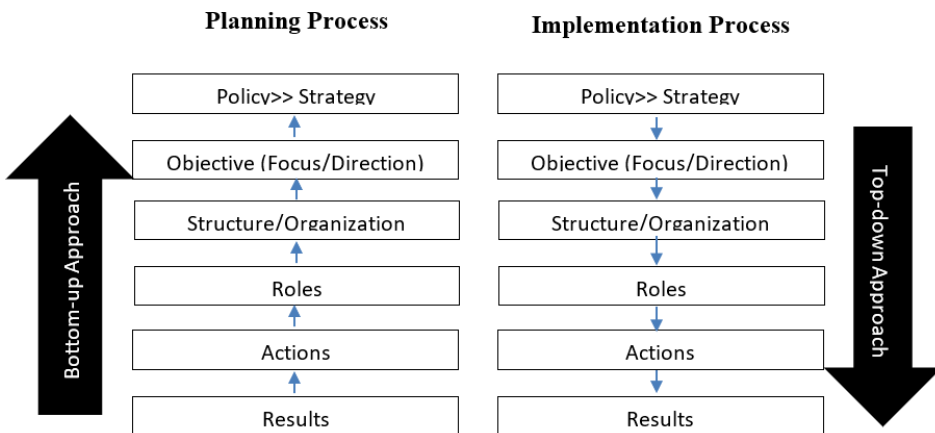 Planning Process
Implementation Process
Policy>> Strategy
Policy>> Strategy
Objective (Focus/Direction)
Objective (Focus/Direction)
Structure/Organization
Structure/Organization
Roles
Roles
Actions
Actions
Results
Results
Bottom-up Approach
Top-down Approach